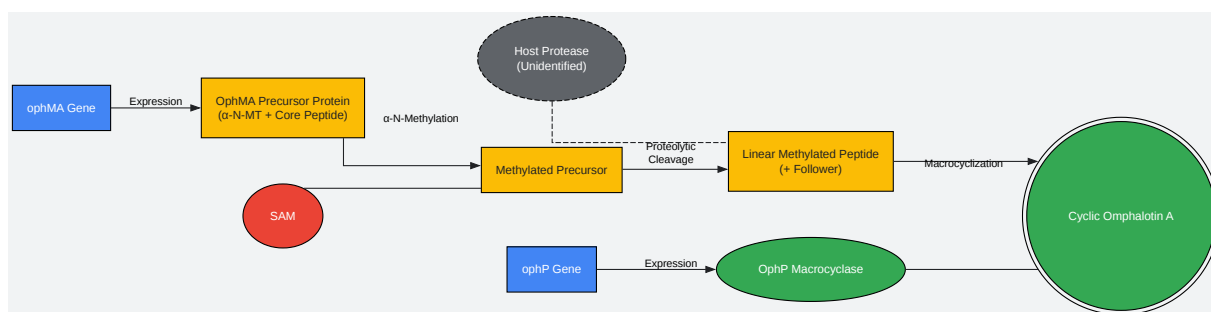 Host Protease
(Unidentified)
ophMA Gene
Expression
OphMA Precursor Protein
(α-N-MT + Core Peptide)
α-N-Methylation
Methylated Precursor
Proteolytic
Cleavage
Linear Methylated Peptide
(+ Follower)
Macrocyclization
Cyclic Omphalotin A
SAM
ophP Gene
Expression
OphP Macrocyclase